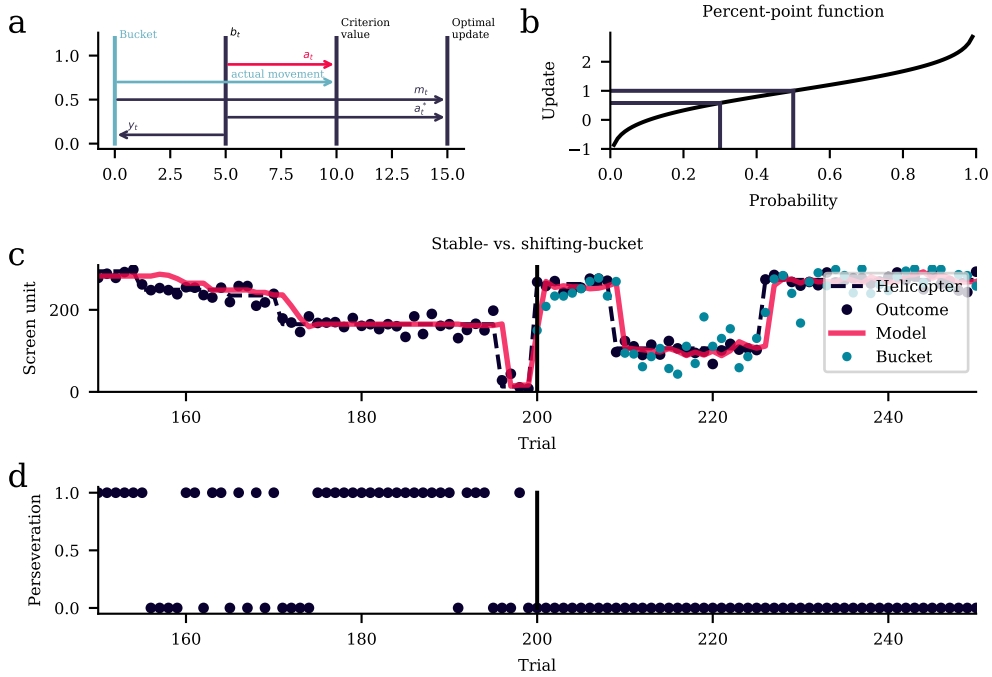 a
Bucket
b_t
Criterion
value
Optimal
update
a_t
actual movement
m_t
a_t^*
y_t
1.0
0.5
0.0
0.0 2.5 5.0 7.5 10.0 12.5 15.0
b
Percent-point function
Update
2
1
0
−1
0.0 0.2 0.4 0.6 0.8 1.0
Probability
c
Stable- vs. shifting-bucket
Screen unit
200
0
Helicopter
Outcome
Model
Bucket
160 180 200 220 240
Trial
d
Perseveration
1.0
0.5
0.0
160 180 200 220 240
Trial